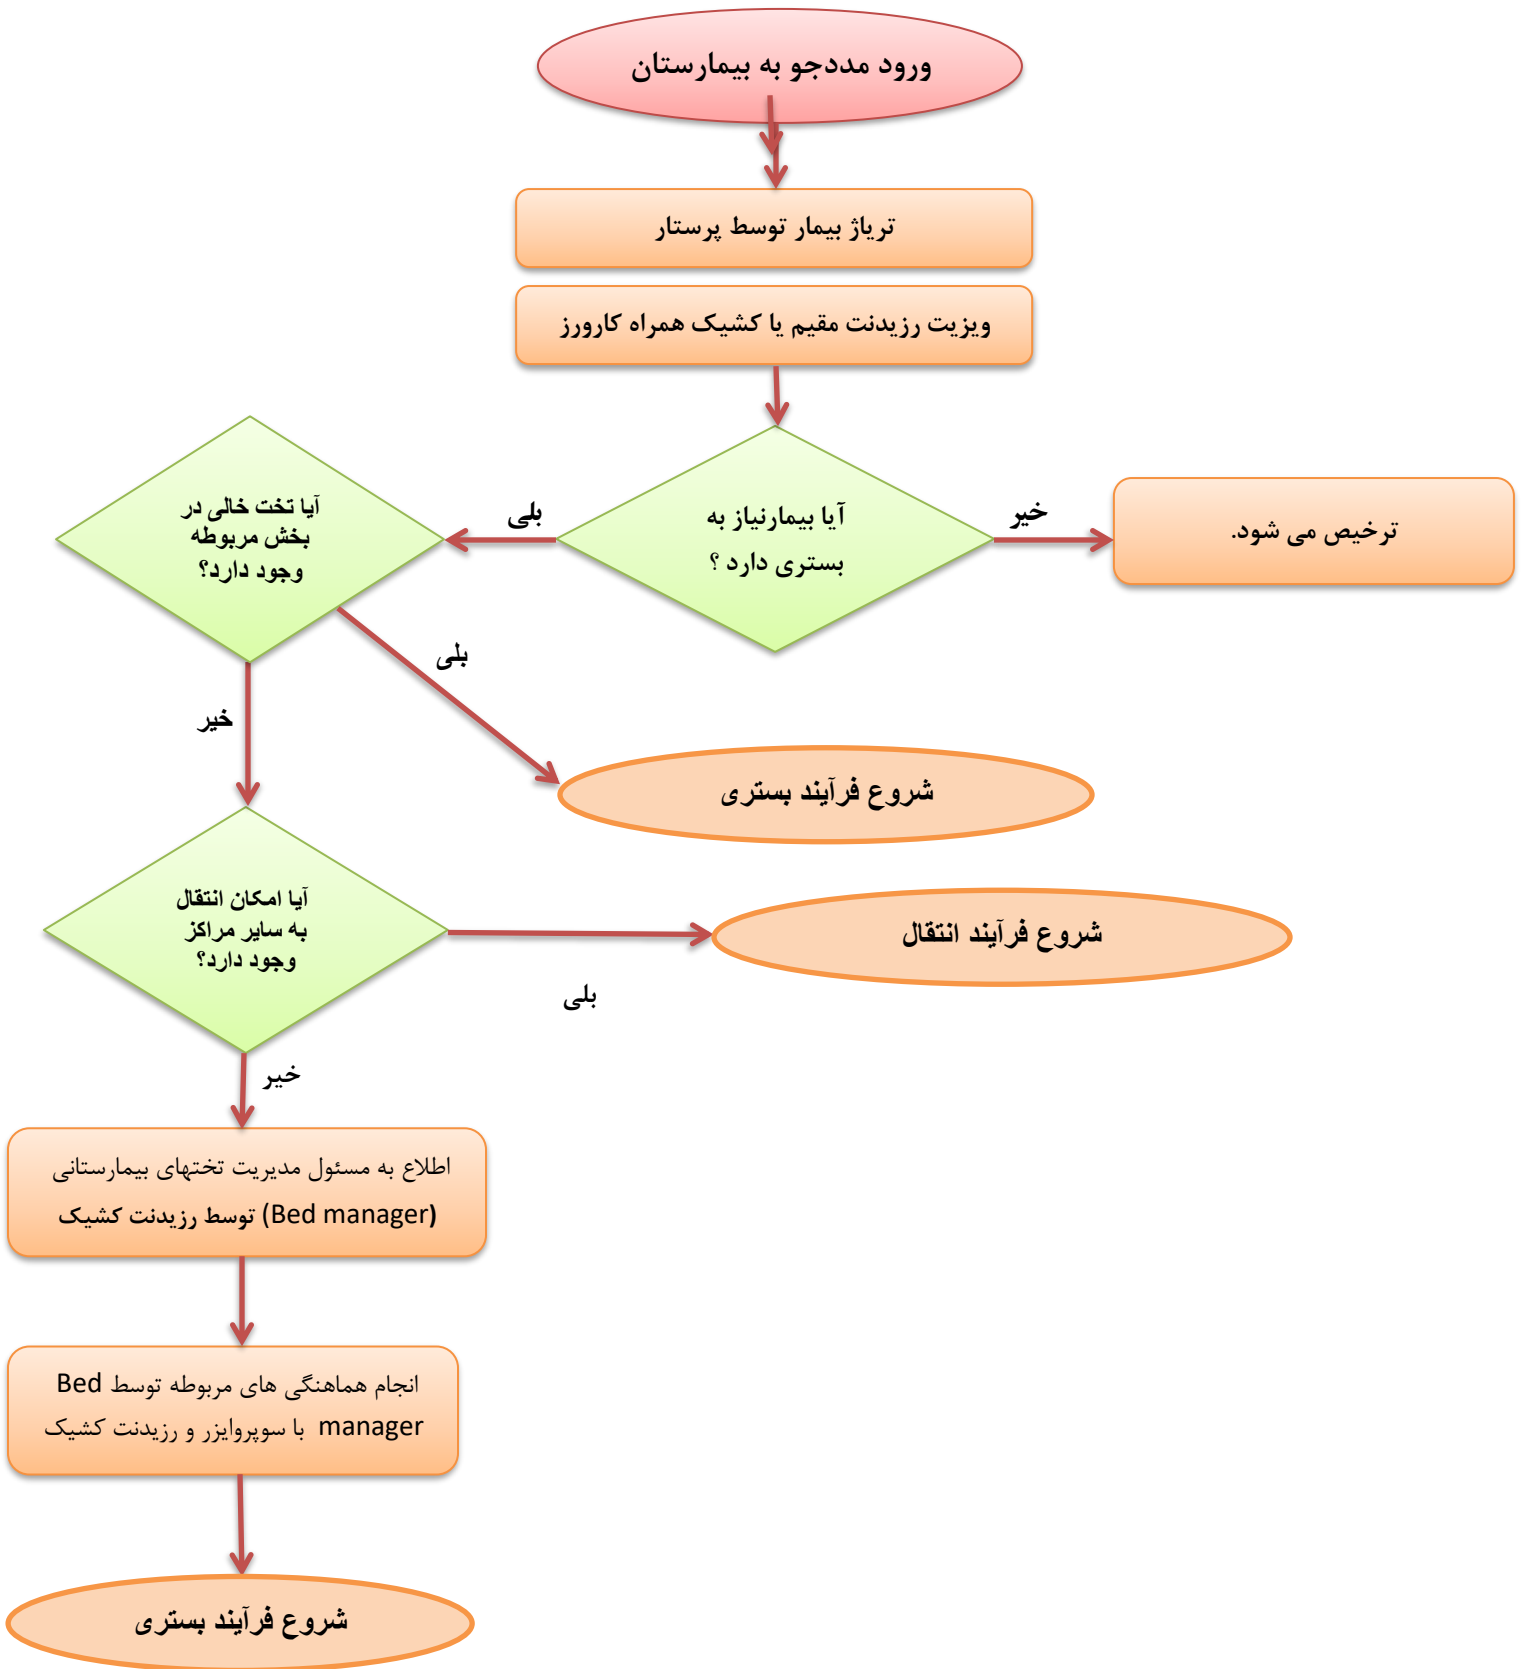 ورود مددجو به بیمارستان
تریاژ بیمار توسط پرستار
ویزیت رزیدنت مقیم یا کشیک همراه کارورز
آیا بیمارنیاز به
بستری دارد ؟
خیر
ترخیص می شود.
بلی
آیا تخت خالی در
بخش مربوطه
وجود دارد؟
بلی
شروع فرآیند بستری
خیر
آیا امکان انتقال
به سایر مراکز
وجود دارد؟
بلی
شروع فرآیند انتقال
خیر
اطلاع به مسئول مدیریت تختهای بیمارستانی
(Bed manager) توسط رزیدنت کشیک
انجام هماهنگی های مربوطه توسط Bed
manager با سوپروایزر و رزیدنت کشیک
شروع فرآیند بستری